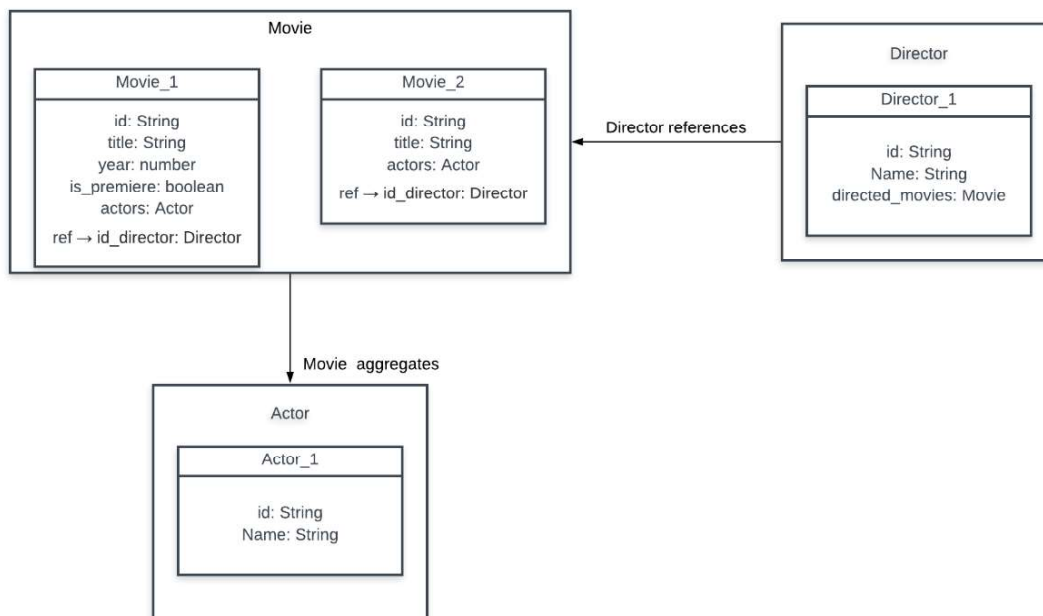 Movie
Movie_1
id: String
title: String
year: number
is_premiere: boolean
actors: Actor
ref → id_director: Director
Movie_2
id: String
title: String
actors: Actor
ref → id_director: Director
Director references
Director
Director_1
id: String
Name: String
directed_movies: Movie
Movie aggregates
Actor
Actor_1
id: String
Name: String